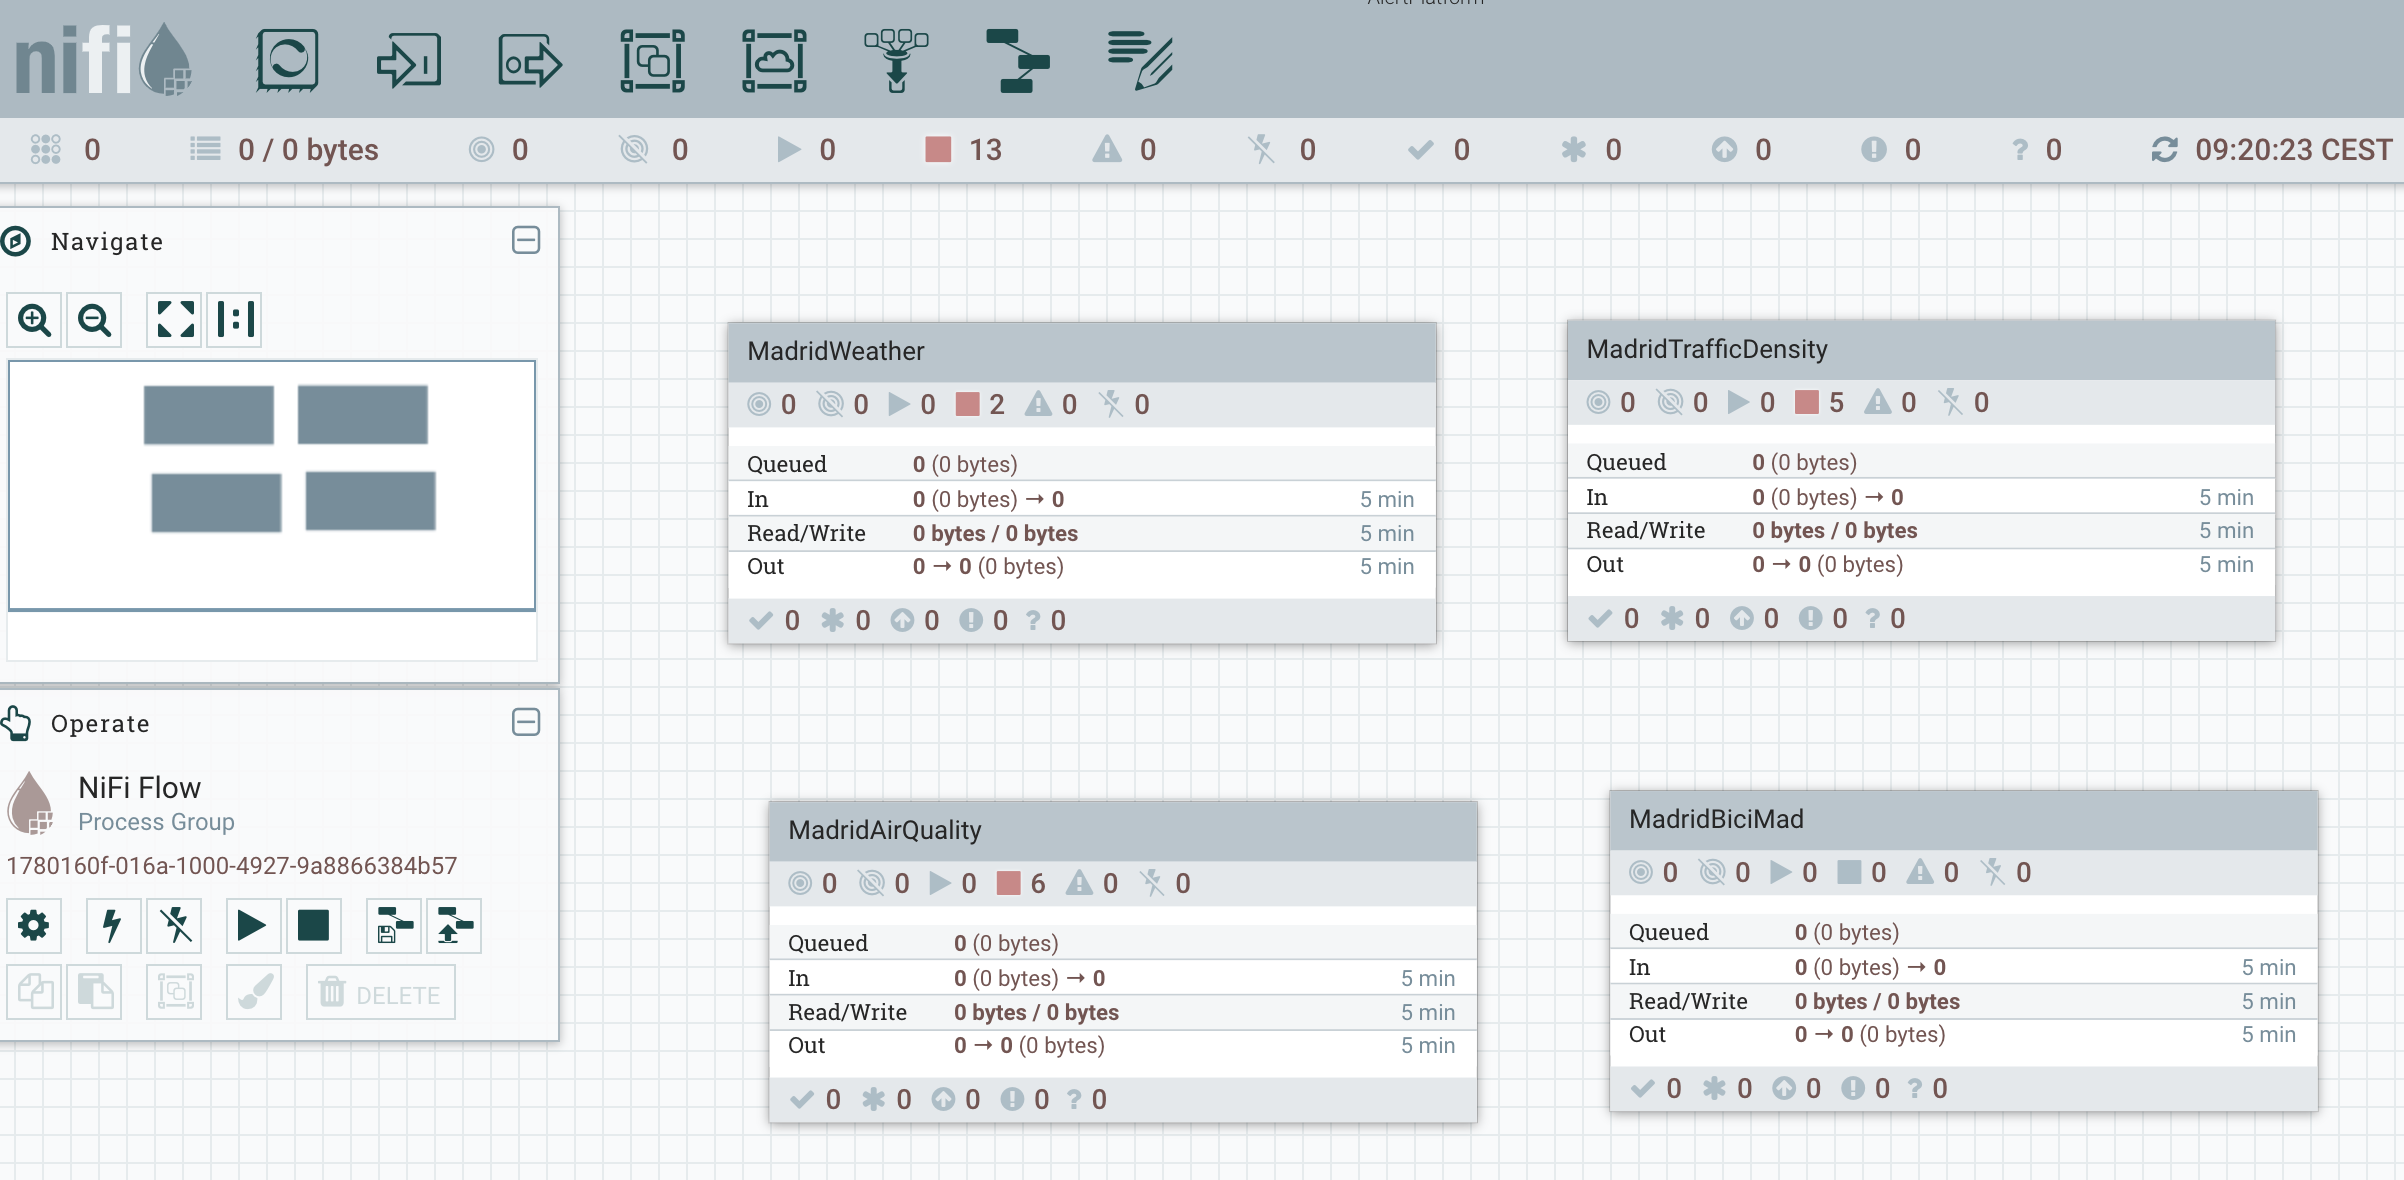 AlertPlatform
nifi
0 0 / 0 bytes 0 0 0 13 0 0 0 0 0 0 0 09:20:23 CEST
Navigate
Operate
NiFi Flow
Process Group
1780160f-016a-1000-4927-9a8866384b57
DELETE
MadridWeather
0 0 0 2 0 0
Queued 0 (0 bytes)
In 0 (0 bytes) → 0 5 min
Read/Write 0 bytes / 0 bytes 5 min
Out 0 → 0 (0 bytes) 5 min
0 0 0 0 ? 0
MadridTrafficDensity
0 0 0 5 0 0
Queued 0 (0 bytes)
In 0 (0 bytes) → 0 5 min
Read/Write 0 bytes / 0 bytes 5 min
Out 0 → 0 (0 bytes) 5 min
0 0 0 0 ? 0
MadridAirQuality
0 0 0 6 0 0
Queued 0 (0 bytes)
In 0 (0 bytes) → 0 5 min
Read/Write 0 bytes / 0 bytes 5 min
Out 0 → 0 (0 bytes) 5 min
0 0 0 0 ? 0
MadridBiciMad
0 0 0 0 0 0
Queued 0 (0 bytes)
In 0 (0 bytes) → 0 5 min
Read/Write 0 bytes / 0 bytes 5 min
Out 0 → 0 (0 bytes) 5 min
0 0 0 0 ? 0